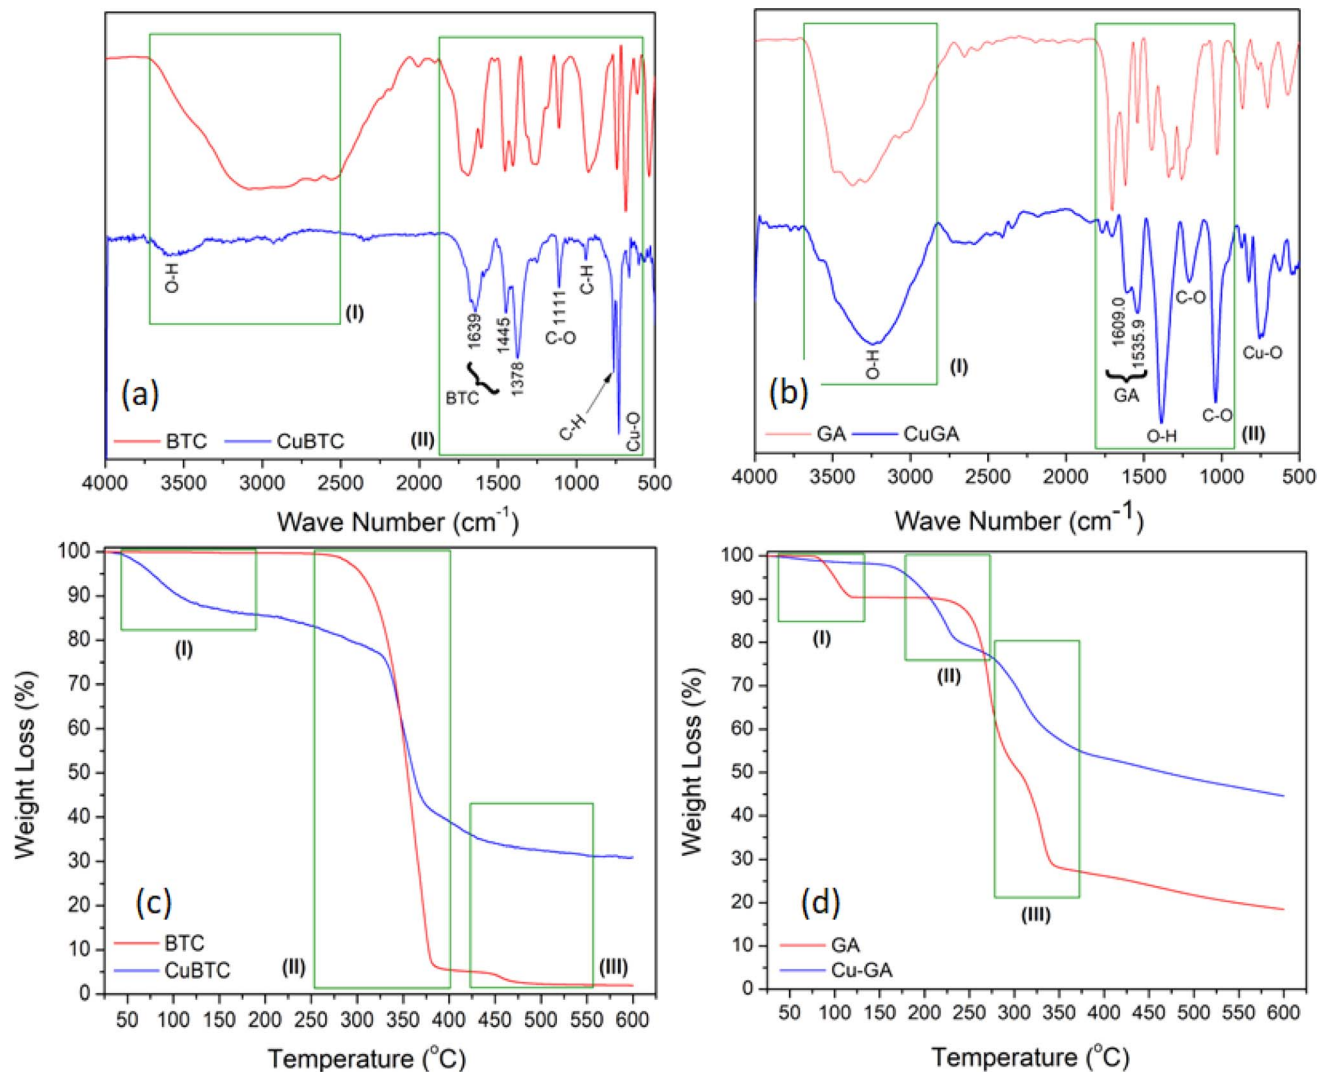 O-H
(I)
1639
1445
1378
1111
C-O
C-H
BTC
C-H
Cu-O
(a)
BTC CuBTC (II)
4000 3500 3000 2500 2000 1500 1000 500
Wave Number (cm⁻¹)
O-H
(I)
1609.0
1535.9
GA
C-O
Cu-O
O-H
C-O
(b)
GA CuGA (II)
4000 3500 3000 2500 2000 1500 1000 500
Wave Number (cm⁻¹)
100
90
80
70
60
50
40
30
20
10
0
Weight Loss (%)
(I)
(c)
BTC
CuBTC (II) (III)
50 100 150 200 250 300 350 400 450 500 550 600
Temperature (°C)
100
90
80
70
60
50
40
30
20
10
0
Weight Loss (%)
(I)
(II)
(III)
(d)
GA
Cu-GA
50 100 150 200 250 300 350 400 450 500 550 600
Temperature (°C)